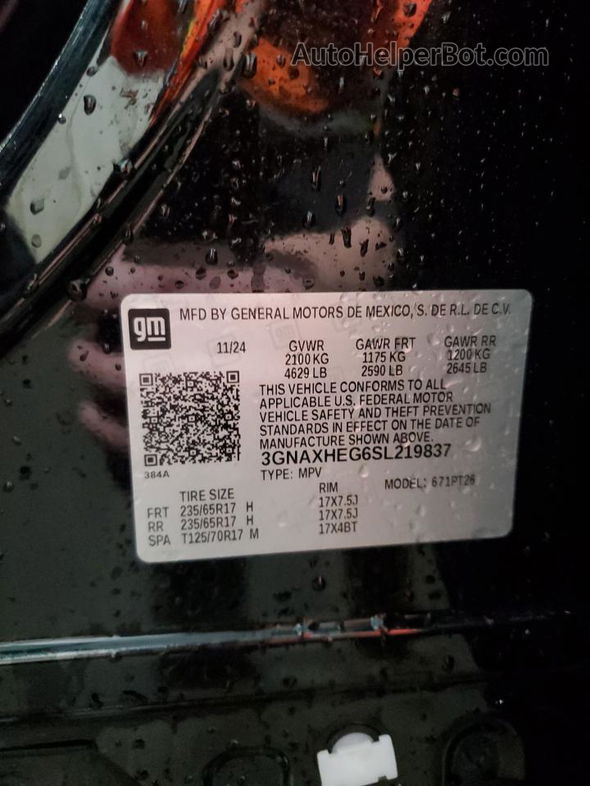 AutoHelperBot.com
gm
MFD BY GENERAL MOTORS DE MEXICO, S. DE R.L. DE C.V.
11/24 GVWR GAWR FRT GAWR RR
2100 KG 1175 KG 1200 KG
4629 LB 2590 LB 2645 LB
THIS VEHICLE CONFORMS TO ALL
APPLICABLE U.S. FEDERAL MOTOR
VEHICLE SAFETY AND THEFT PREVENTION
STANDARDS IN EFFECT ON THE DATE OF
MANUFACTURE SHOWN ABOVE.
3GNAXHEG6SL219837
384A
TYPE: MPV MODEL: 671PT26
TIRE SIZE RIM
FRT 235/65R17 H 17X7.5J
RR 235/65R17 H 17X7.5J
SPA T125/70R17 M 17X4BT